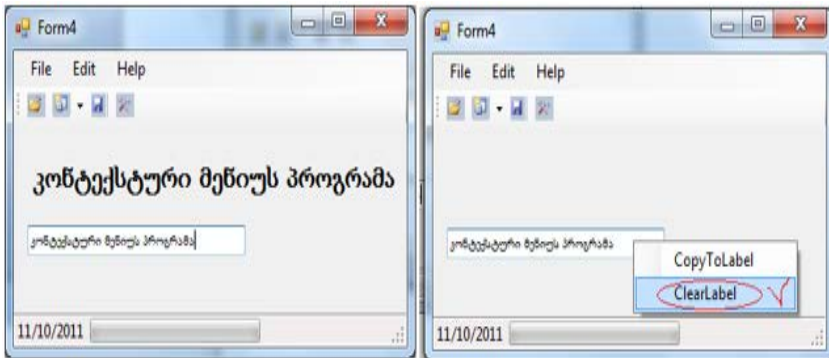 Form4
File Edit Help
კონტექსტური მენიუს პროგრამა
კონტექსტური მენიუს პროგრამა
11/10/2011
Form4
File Edit Help
კონტექსტური მენიუს პროგრამა
CopyToLabel
ClearLabel
11/10/2011